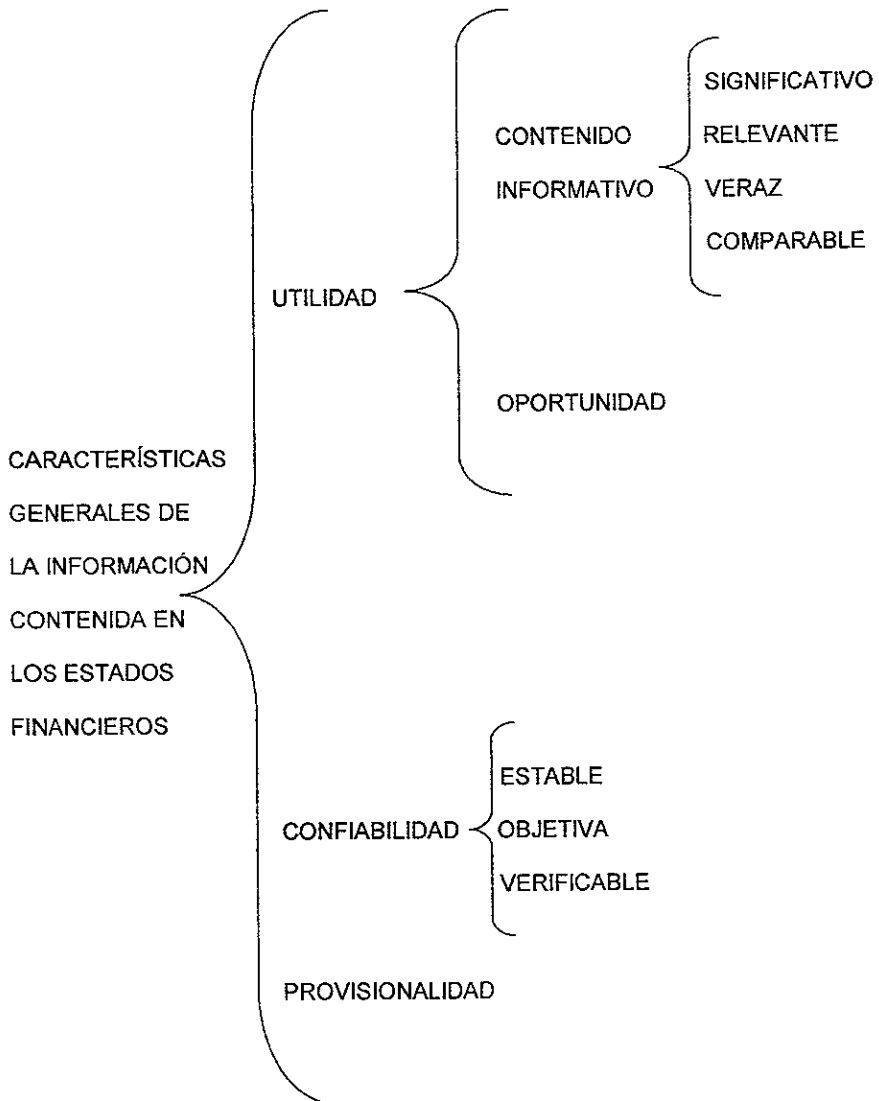 CARACTERÍSTICAS
GENERALES DE
LA INFORMACIÓN
CONTENIDA EN
LOS ESTADOS
FINANCIEROS
UTILIDAD
CONTENIDO
INFORMATIVO
SIGNIFICATIVO
RELEVANTE
VERAZ
COMPARABLE
OPORTUNIDAD
CONFIABILIDAD
ESTABLE
OBJETIVA
VERIFICABLE
PROVISIONALIDAD